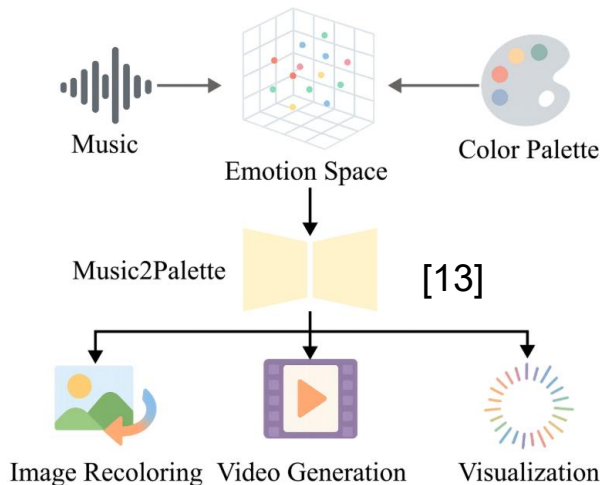 Music
Emotion Space
Color Palette
Music2Palette
[13]
Image Recoloring
Video Generation
Visualization